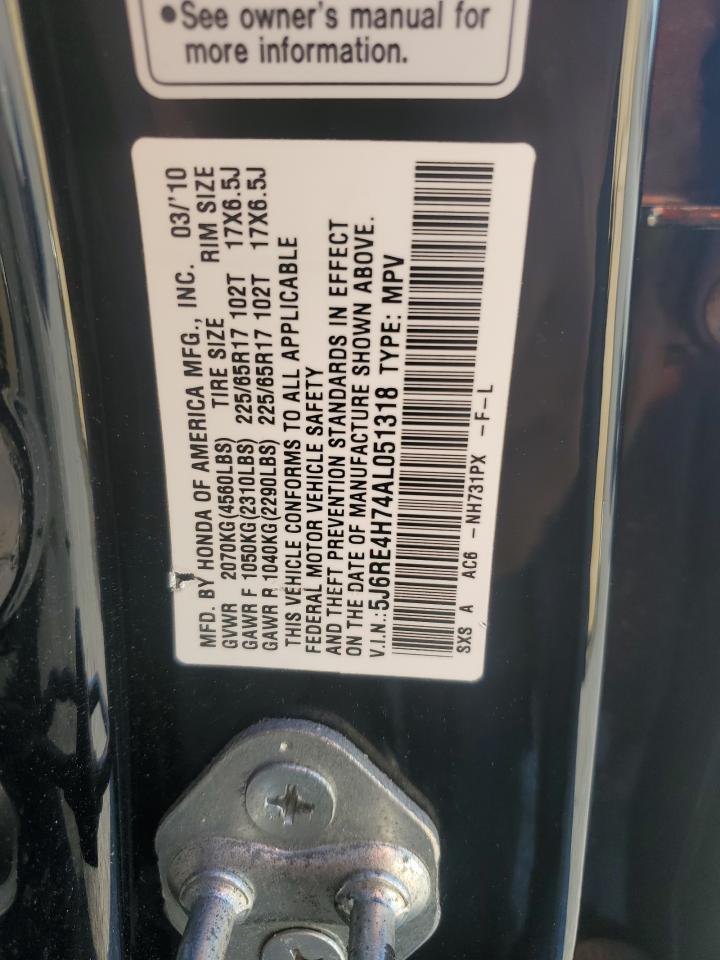 •See owner's manual for
more information.
MFD. BY HONDA OF AMERICA MFG., INC. 03/'10
GVWR 2070KG(4560LBS) TIRE SIZE RIM SIZE
GAWR F 1050KG(2310LBS) 225/65R17 102T 17X6.5J
GAWR R 1040KG(2290LBS) 225/65R17 102T 17X6.5J
THIS VEHICLE CONFORMS TO ALL APPLICABLE
FEDERAL MOTOR VEHICLE SAFETY
AND THEFT PREVENTION STANDARDS IN EFFECT
ON THE DATE OF MANUFACTURE SHOWN ABOVE.
V.I.N.:5J6RE4H74AL051318 TYPE: MPV
SXS A AC6 -NH731PX -F-L